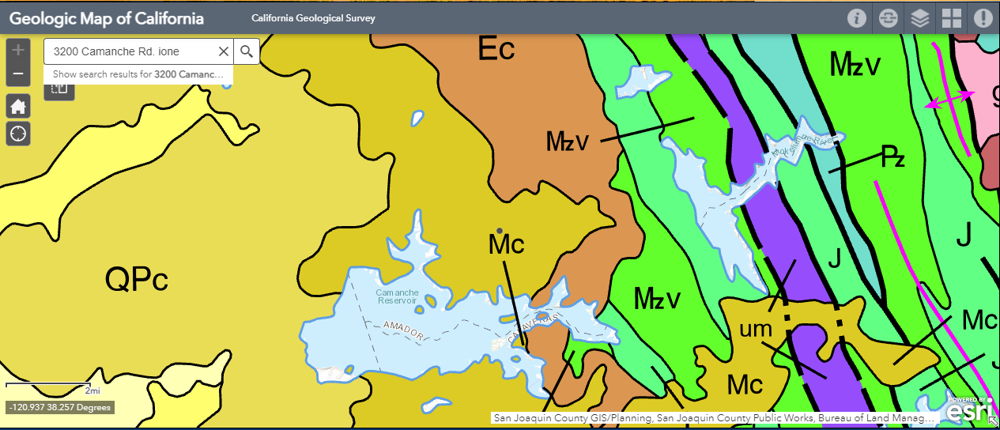 Geologic Map of California
California Geological Survey
3200 Camanche Rd. ione
Show search results for 3200 Camanc...
Ec
Mzv
Mzv
Pz
g
J
QPc
Mc
Mzv
J
um
Mc
Mc
J
Camanche
Reservoir
AMADOR
CALAVERAS
Mokelumne River
2mi
-120.937 38.257 Degrees
San Joaquin County GIS/Planning, San Joaquin County Public Works, Bureau of Land Manag...
POWERED BY
esri